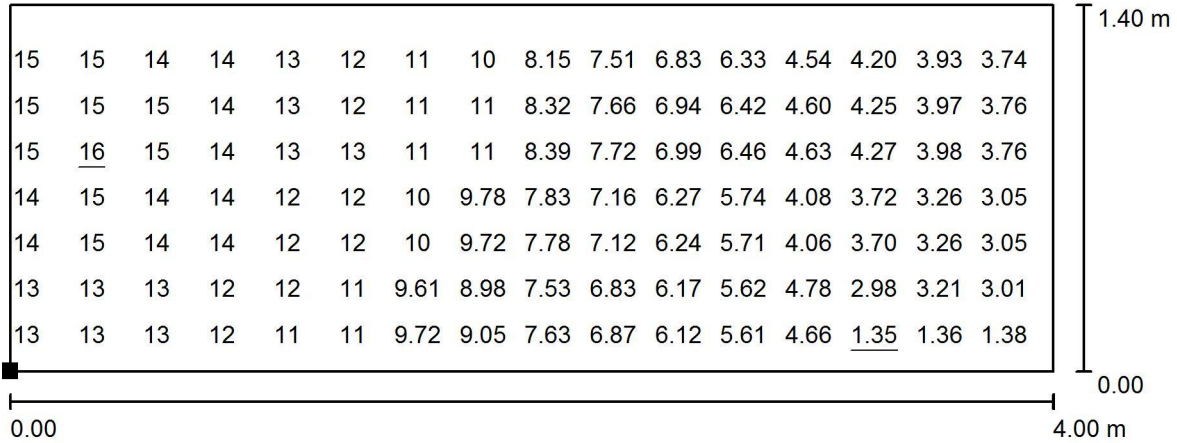 1.40 m
15 15 14 14 13 12 11 10 8.15 7.51 6.83 6.33 4.54 4.20 3.93 3.74
15 15 15 14 13 12 11 11 8.32 7.66 6.94 6.42 4.60 4.25 3.97 3.76
15 16 15 14 13 13 11 11 8.39 7.72 6.99 6.46 4.63 4.27 3.98 3.76
14 15 14 14 12 12 10 9.78 7.83 7.16 6.27 5.74 4.08 3.72 3.26 3.05
14 15 14 14 12 12 10 9.72 7.78 7.12 6.24 5.71 4.06 3.70 3.26 3.05
13 13 13 12 12 11 9.61 8.98 7.53 6.83 6.17 5.62 4.78 2.98 3.21 3.01
13 13 13 12 11 11 9.72 9.05 7.63 6.87 6.12 5.61 4.66 1.35 1.36 1.38
0.00
0.00 4.00 m